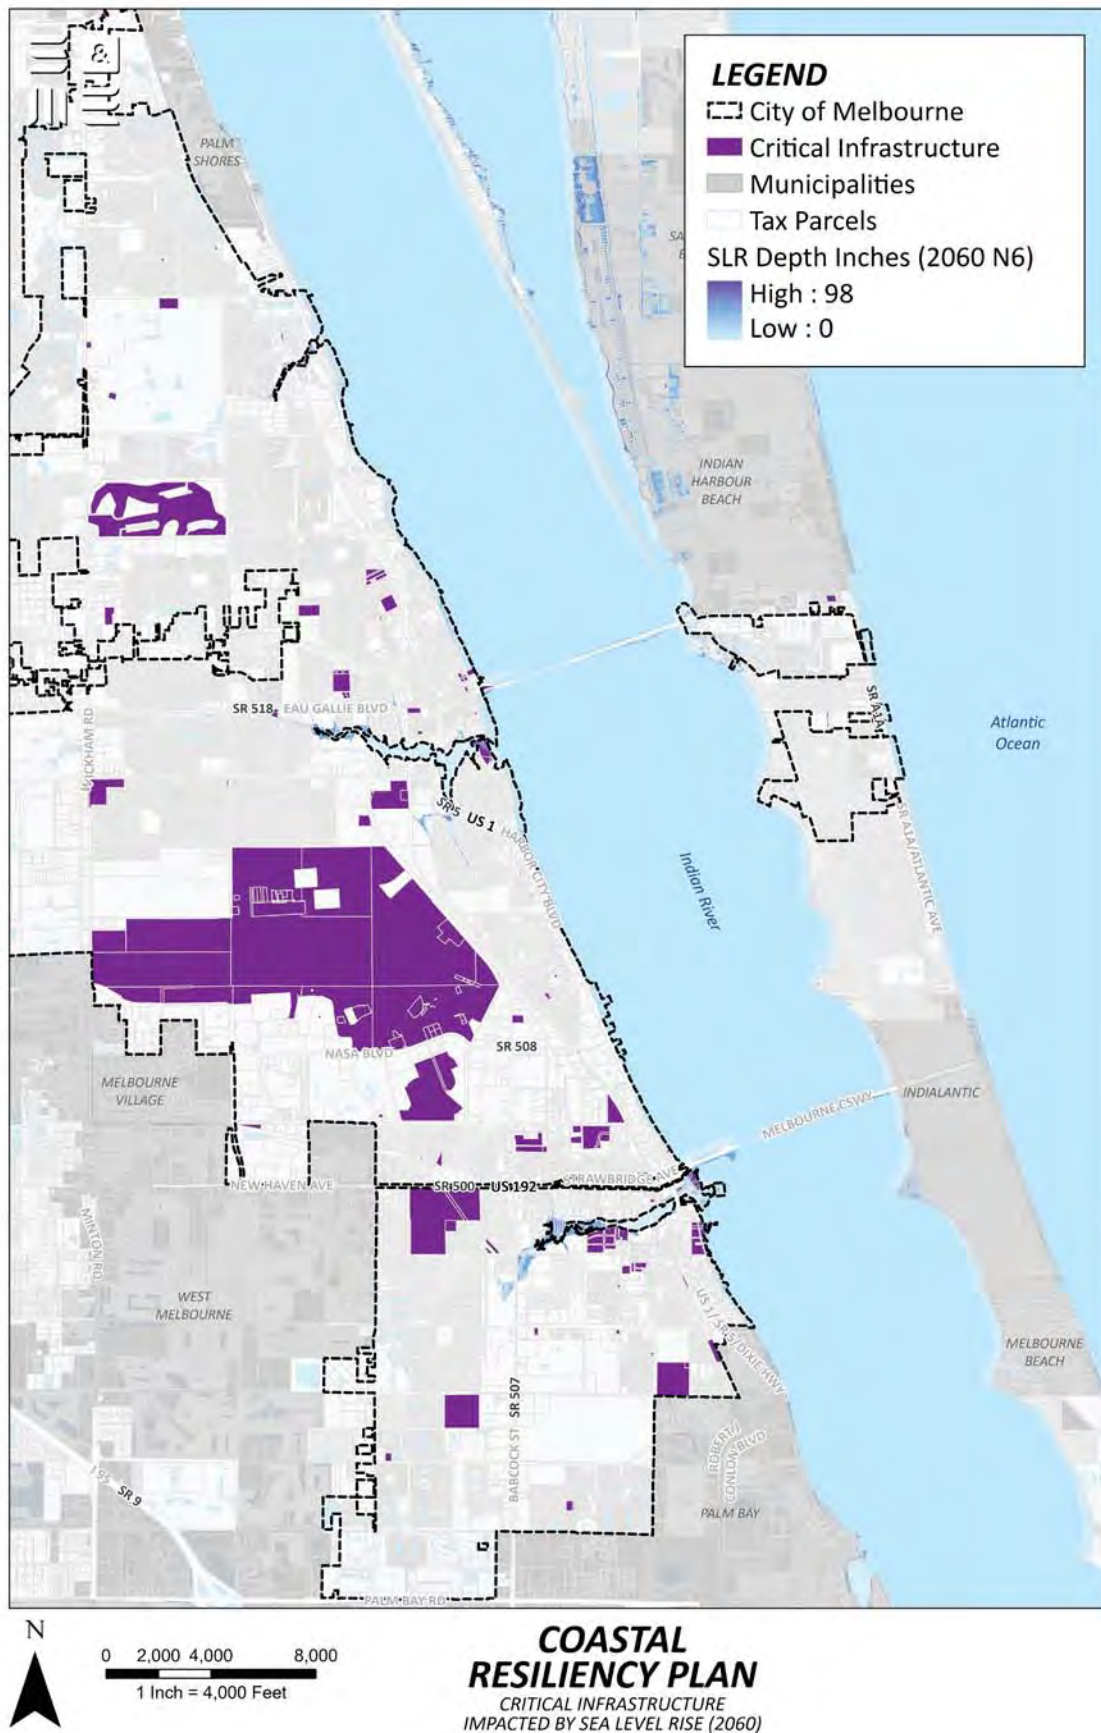 &
PALM
SHORES
LEGEND
City of Melbourne
Critical Infrastructure
Municipalities
Tax Parcels
SLR Depth Inches (2060 N6)
High : 98
Low : 0
INDIAN
HARBOUR
BEACH
SR 518
EAU GALLIE BLVD
WICKHAM RD
SR A1A
Atlantic
Ocean
SR 5 US 1
HARBOR CITY BLVD
SR A1A/ATLANTIC AVE
Indian River
NASA BLVD
SR 508
MELBOURNE
VILLAGE
INDIALANTIC
MELBOURNE CSWY
STRAWBRIDGE AVE
NEW HAVEN AVE
SR 500
US 192
MINTON RD
WEST
MELBOURNE
US 1/ SR 5/DIXIE HWY
MELBOURNE
BEACH
BABCOCK ST
SR 507
ROBERT J
CONLON BLVD
I 95
SR 9
PALM BAY
PALM BAY RD
N
0 2,000 4,000 8,000
1 Inch = 4,000 Feet
COASTAL
RESILIENCY PLAN
CRITICAL INFRASTRUCTURE
IMPACTED BY SEA LEVEL RISE (2060)